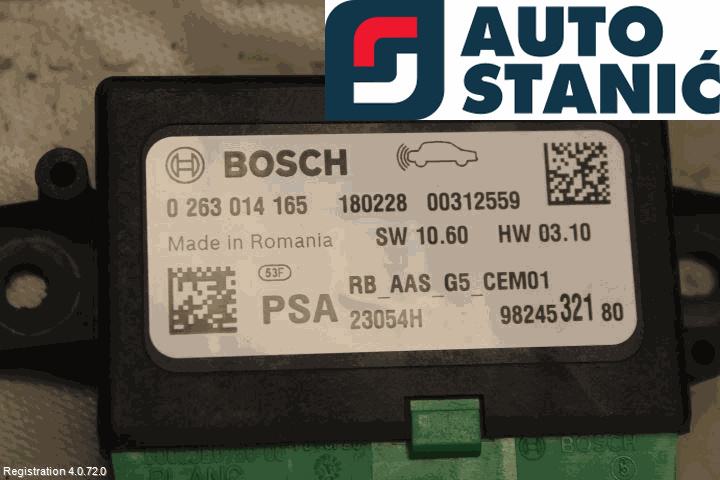 AUTO
STANIĆ
BOSCH
0 263 014 165 180228 00312559
Made in Romania SW 10.60 HW 03.10
53F
PSA RB_AAS_G5_CEM01
23054H 98245 321 80
BOSCH
BLANC
Registration 4.0.72.0